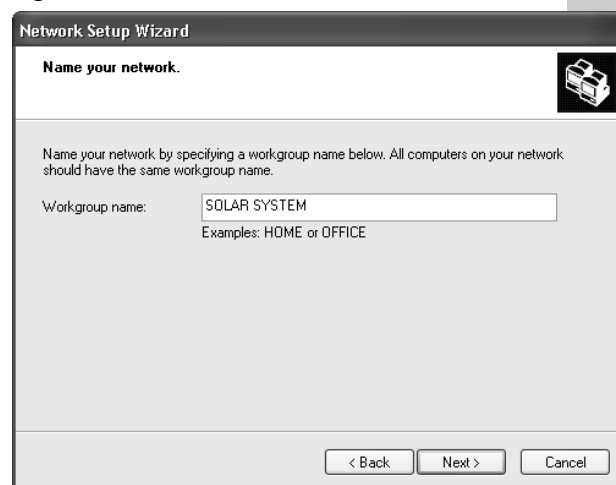 Network Setup Wizard
Name your network.
Name your network by specifying a workgroup name below. All computers on your network
should have the same workgroup name.
Workgroup name:
SOLAR SYSTEM
Examples: HOME or OFFICE
< Back
Next >
Cancel